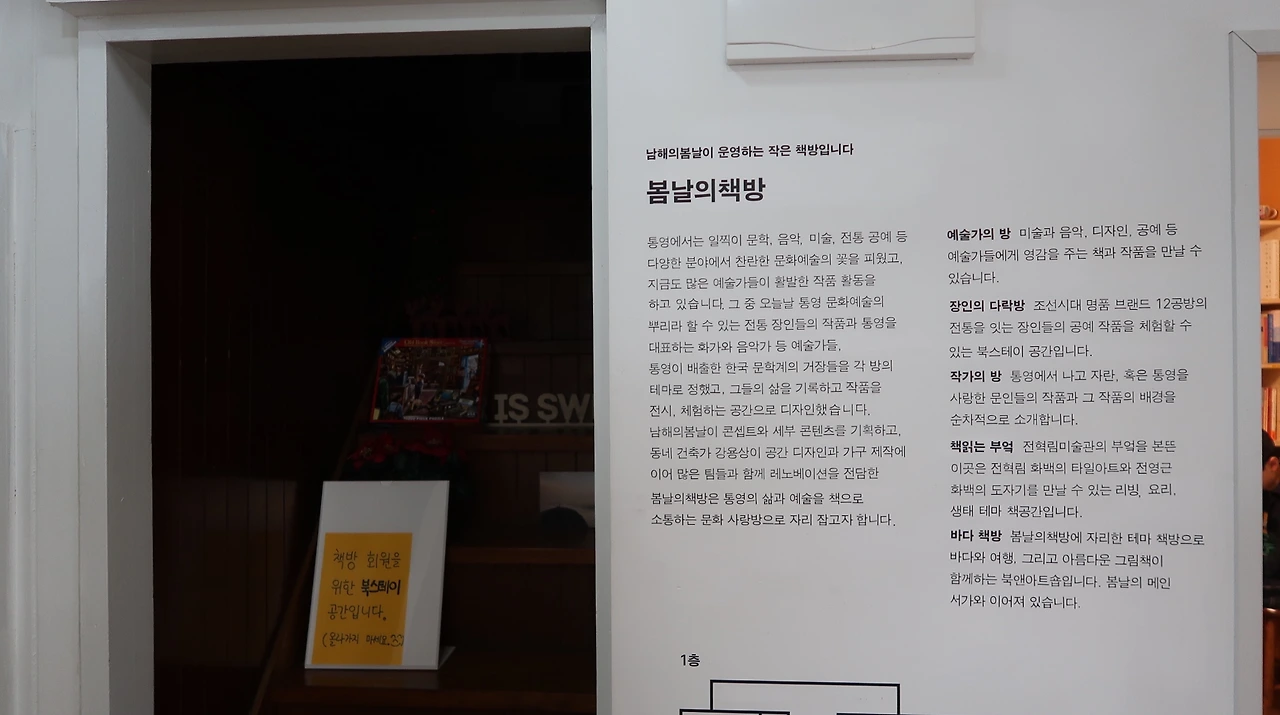 남해의봄날이 운영하는 작은 책방입니다
봄날의책방
통영에서는 일찍이 문학, 음악, 미술, 전통 공예 등
다양한 분야에서 찬란한 문화예술의 꽃을 피웠고,
지금도 많은 예술가들이 활발한 작품 활동을
하고 있습니다. 그 중 오늘날 통영 문화예술의
뿌리라 할 수 있는 전통 장인들의 작품과 통영을
대표하는 화가와 음악가 등 예술가들,
통영이 배출한 한국 문학계의 거장들을 각 방의
테마로 정했고, 그들의 삶을 기록하고 작품을
전시, 체험하는 공간으로 디자인했습니다.
남해의봄날이 콘셉트와 세부 콘텐츠를 기획하고,
동네 건축가 강용상이 공간 디자인과 가구 제작에
이어 많은 팀들과 함께 레노베이션을 전담한
봄날의책방은 통영의 삶과 예술을 책으로
소통하는 문화 사랑방으로 자리 잡고자 합니다.
예술가의 방 미술과 음악, 디자인, 공예 등
예술가들에게 영감을 주는 책과 작품을 만날 수
있습니다.
장인의 다락방 조선시대 명품 브랜드 12공방의
전통을 잇는 장인들의 공예 작품을 체험할 수
있는 북스테이 공간입니다.
작가의 방 통영에서 나고 자란, 혹은 통영을
사랑한 문인들의 작품과 그 작품의 배경을
순차적으로 소개합니다.
책읽는 부엌 전혁림미술관의 부엌을 본뜬
이곳은 전혁림 화백의 타일아트와 전영근
화백의 도자기를 만날 수 있는 리빙, 요리,
생태 테마 책공간입니다.
바다 책방 봄날의책방에 자리한 테마 책방으로
바다와 여행, 그리고 아름다운 그림책이
함께하는 북앤아트숍입니다. 봄날의 메인
서가와 이어져 있습니다.
1층
IS SW
책방 회원을
위한 북스테이
공간입니다.
(올라가지 마세요.)